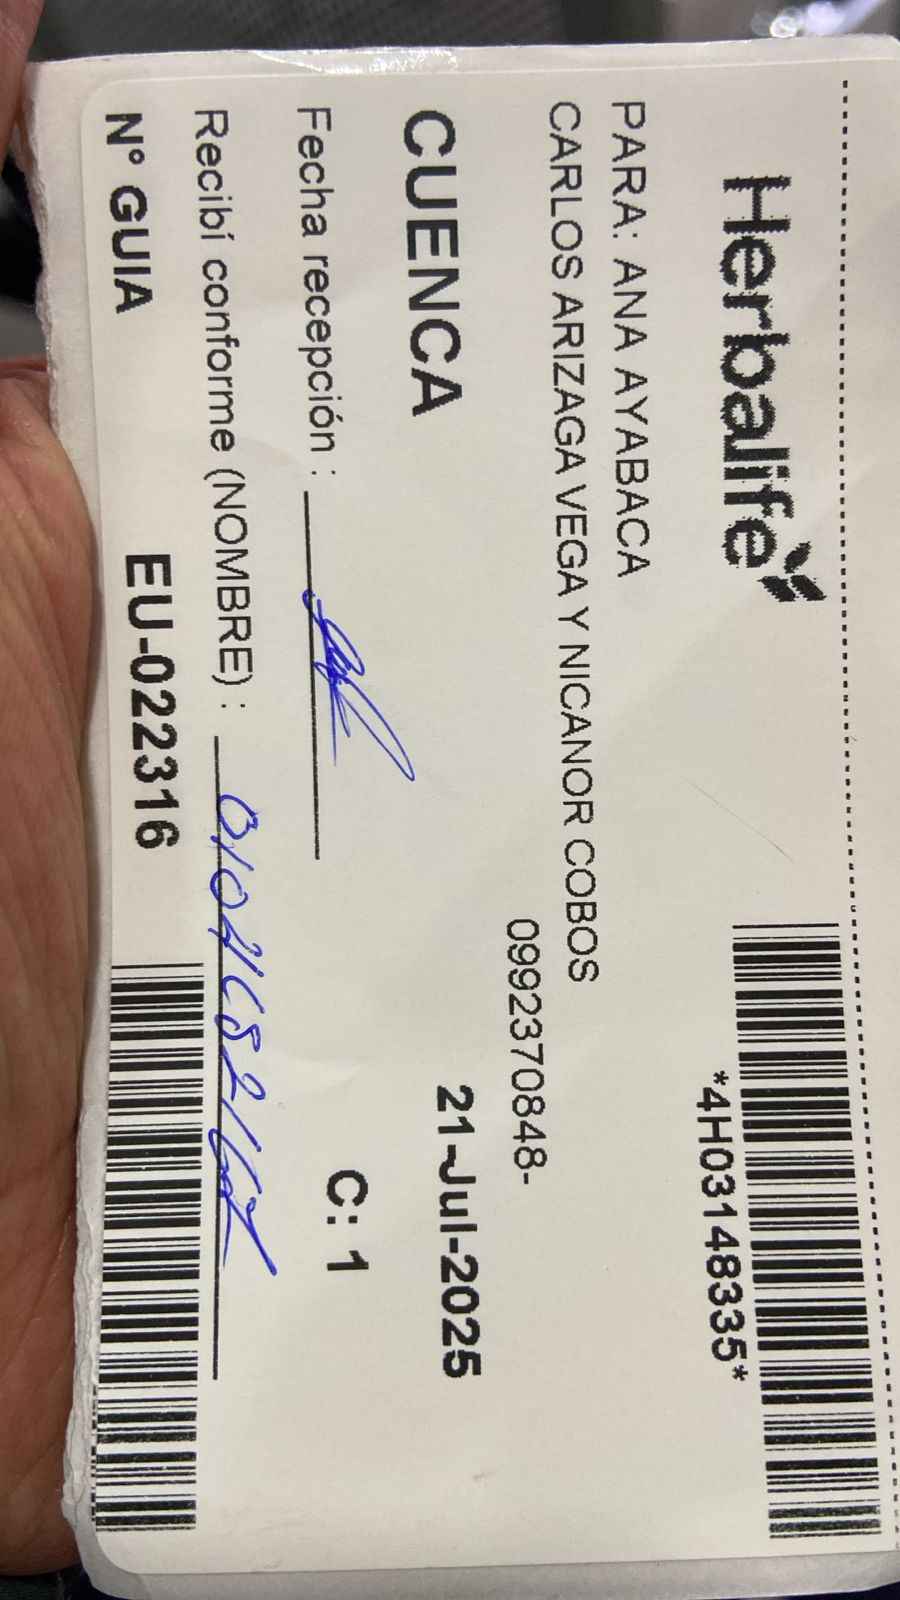 Herbalife
*4H03148335*
PARA: ANA AYABACA
CARLOS ARIZAGA VEGA Y NICANOR COBOS
0992370848-
CUENCA
21-Jul-2025
Fecha recepción :
C: 1
Recibí conforme (NOMBRE) :
N° GUIA
EU-022316